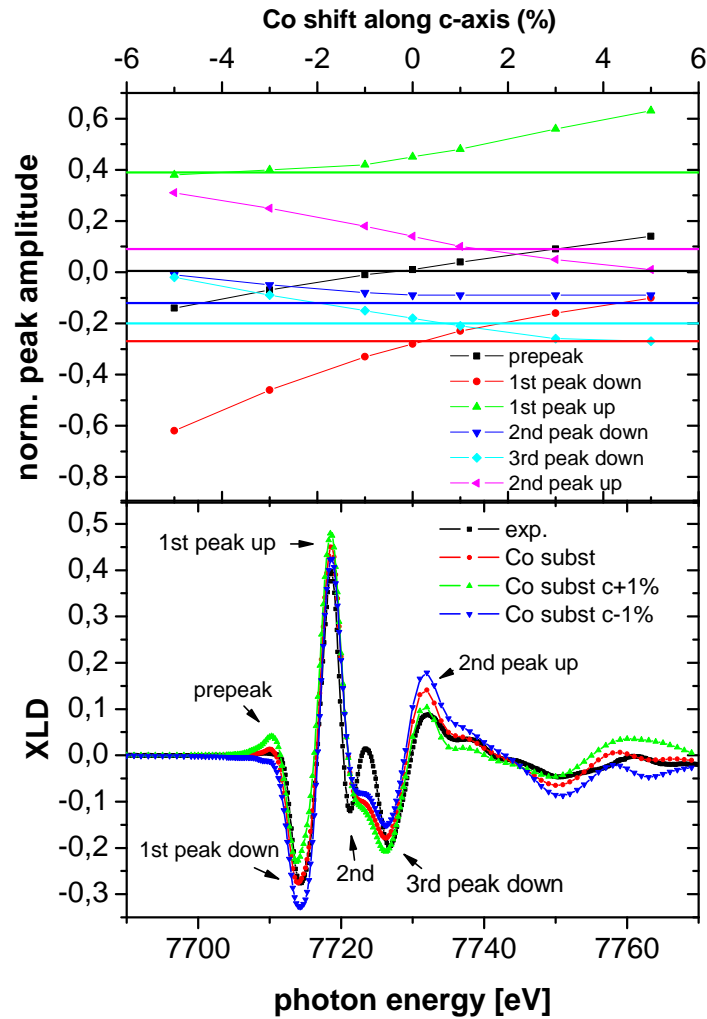 Co shift along c-axis (%)
-6 -4 -2 0 2 4 6
0,6
0,4
0,2
0,0
-0,2
-0,4
-0,6
-0,8
norm. peak amplitude
prepeak
1st peak down
1st peak up
2nd peak down
3rd peak down
2nd peak up
0,5
0,4
0,3
0,2
0,1
0,0
-0,1
-0,2
-0,3
XLD
1st peak up
exp.
Co subst
Co subst c+1%
Co subst c-1%
2nd peak up
prepeak
1st peak down
2nd
3rd peak down
7700 7720 7740 7760
photon energy [eV]